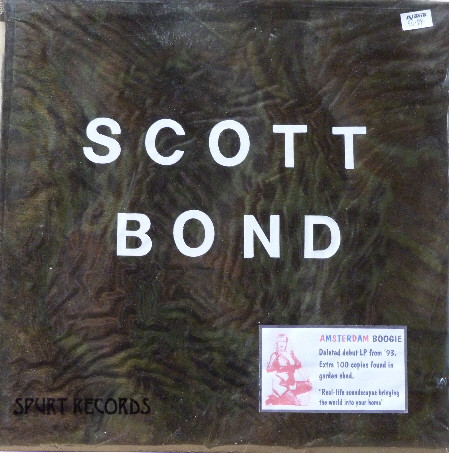 SCOTT
BOND
AMSTERDAM BOOGIE
Deleted debut LP from '93.
Extra 100 copies found in
garden shed.
"Real-life soundscapes bringing
the world into your home"
SPURT RECORDS